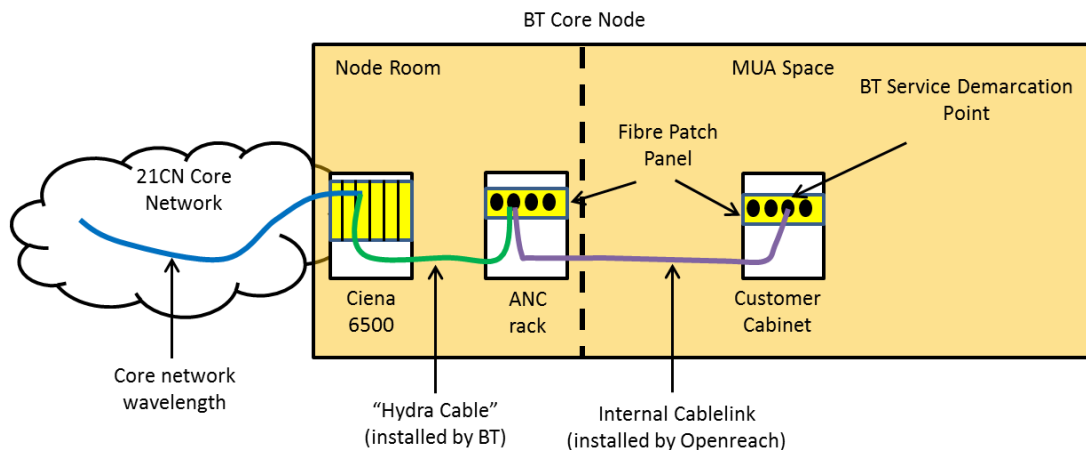 BT Core Node
Node Room
MUA Space
BT Service Demarcation
Point
Fibre Patch
Panel
21CN Core
Network
Ciena
6500
ANC
rack
Customer
Cabinet
Core network
wavelength
“Hydra Cable”
(installed by BT)
Internal Cablelink
(installed by Openreach)